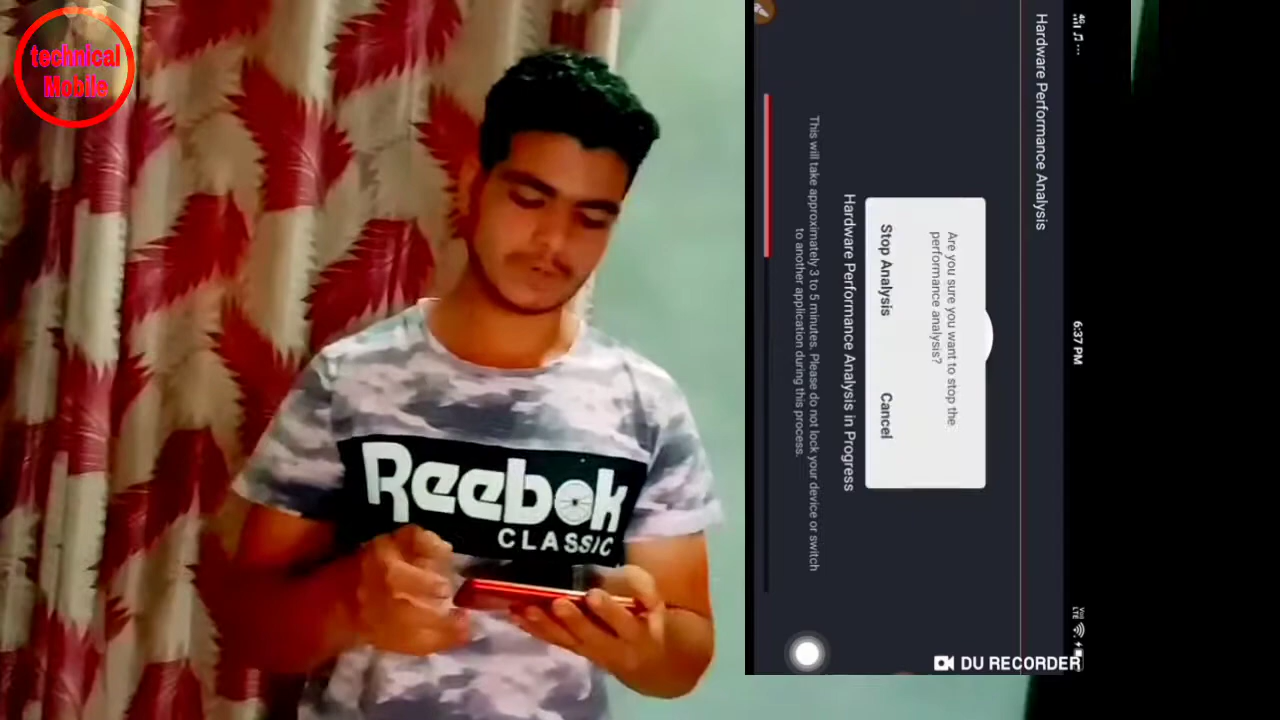 technical
Mobile
Reebok
CLASSIC
Hardware Performance Analysis
4G
6:37 PM
VoLTE
Are you sure you want to stop the
performance analysis?
Stop Analysis
Cancel
Hardware Performance Analysis in Progress
This will take approximately 3 to 5 minutes. Please do not lock your device or switch
to another application during this process.
DU RECORDER